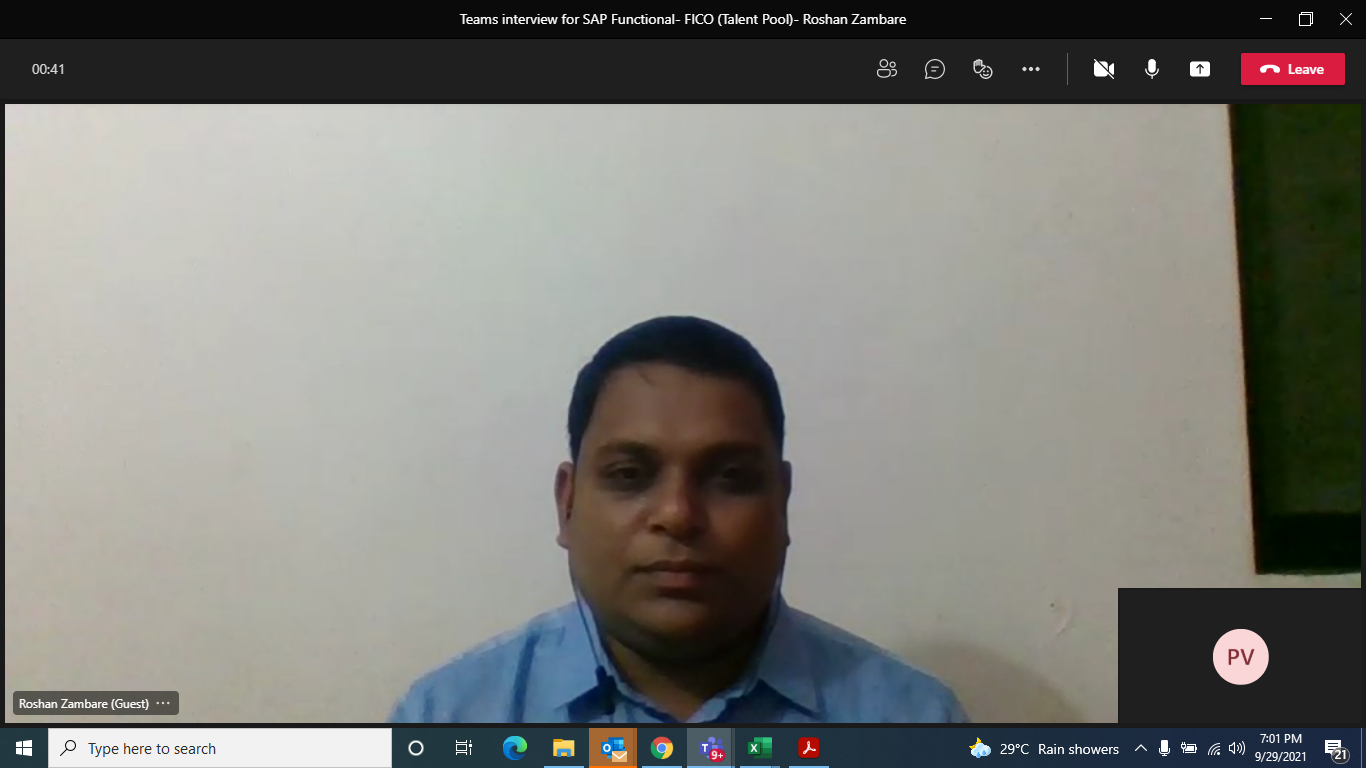 Teams interview for SAP Functional- FICO (Talent Pool)- Roshan Zambare
00:41
Leave
PV
Roshan Zambare (Guest)
Type here to search
9+
29°C Rain showers
7:01 PM
9/29/2021
21